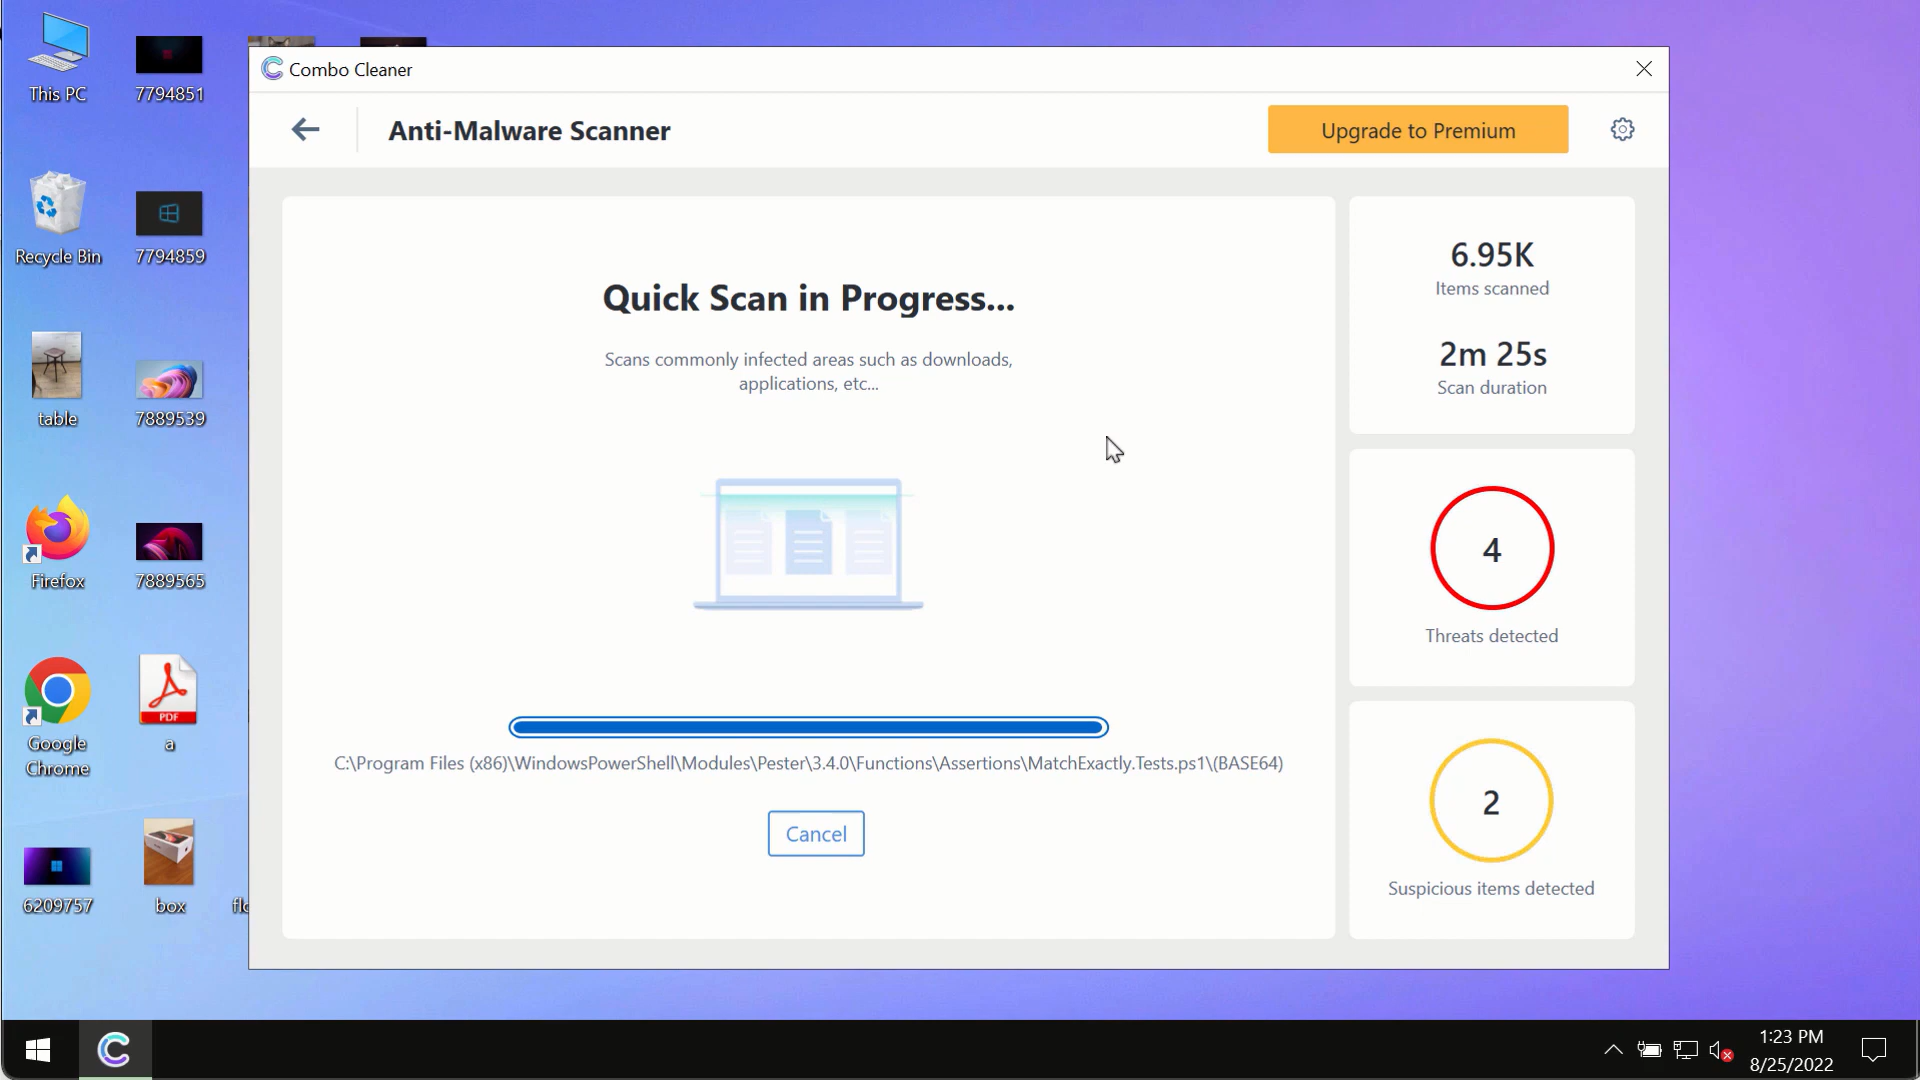 This PC
7794851
Recycle Bin
7794859
table
7889539
Firefox
7889565
Google
Chrome
PDF
a
6209757
box
Combo Cleaner
Anti-Malware Scanner
Upgrade to Premium
Quick Scan in Progress...
Scans commonly infected areas such as downloads,
applications, etc...
C:\Program Files (x86)\WindowsPowerShell\Modules\Pester\3.4.0\Functions\Assertions\MatchExactly.Tests.ps1\(BASE64)
Cancel
6.95K
Items scanned
2m 25s
Scan duration
4
Threats detected
2
Suspicious items detected
1:23 PM
8/25/2022